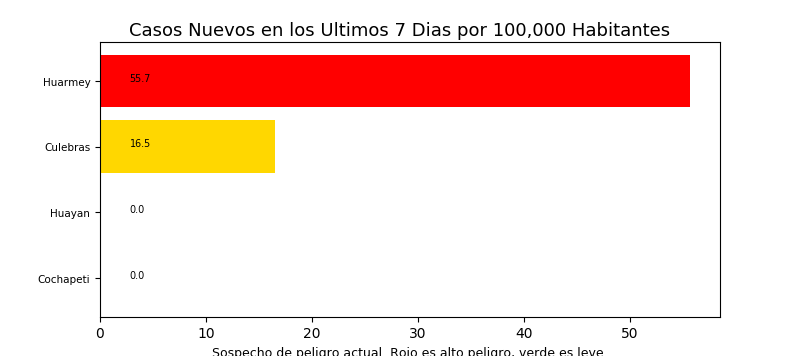 Casos Nuevos en los Ultimos 7 Dias por 100,000 Habitantes
Huarmey 55.7
Culebras 16.5
Huayan 0.0
Cochapeti 0.0
0 10 20 30 40 50
Sospecho de peligro actual. Rojo es alto peligro, verde es leve